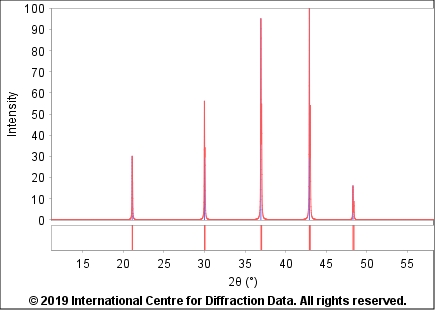 100
90
80
70
60
50
40
30
20
10
0
Intensity
15 20 25 30 35 40 45 50 55
2θ (°)
© 2019 International Centre for Diffraction Data. All rights reserved.